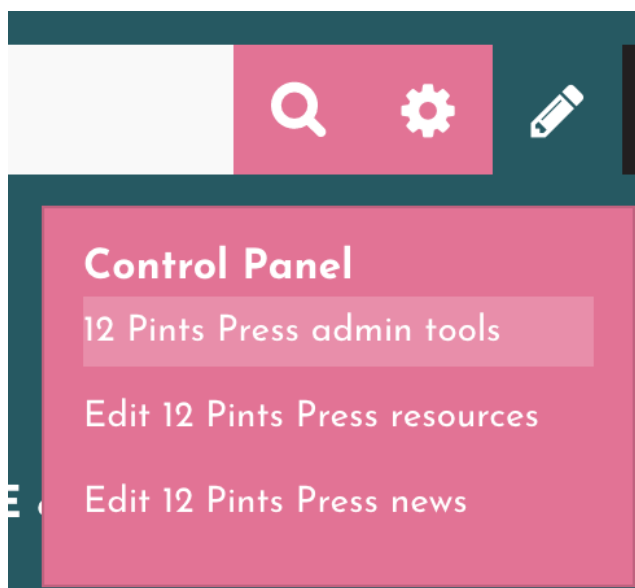 Control Panel
12 Pints Press admin tools
Edit 12 Pints Press resources
E
Edit 12 Pints Press news